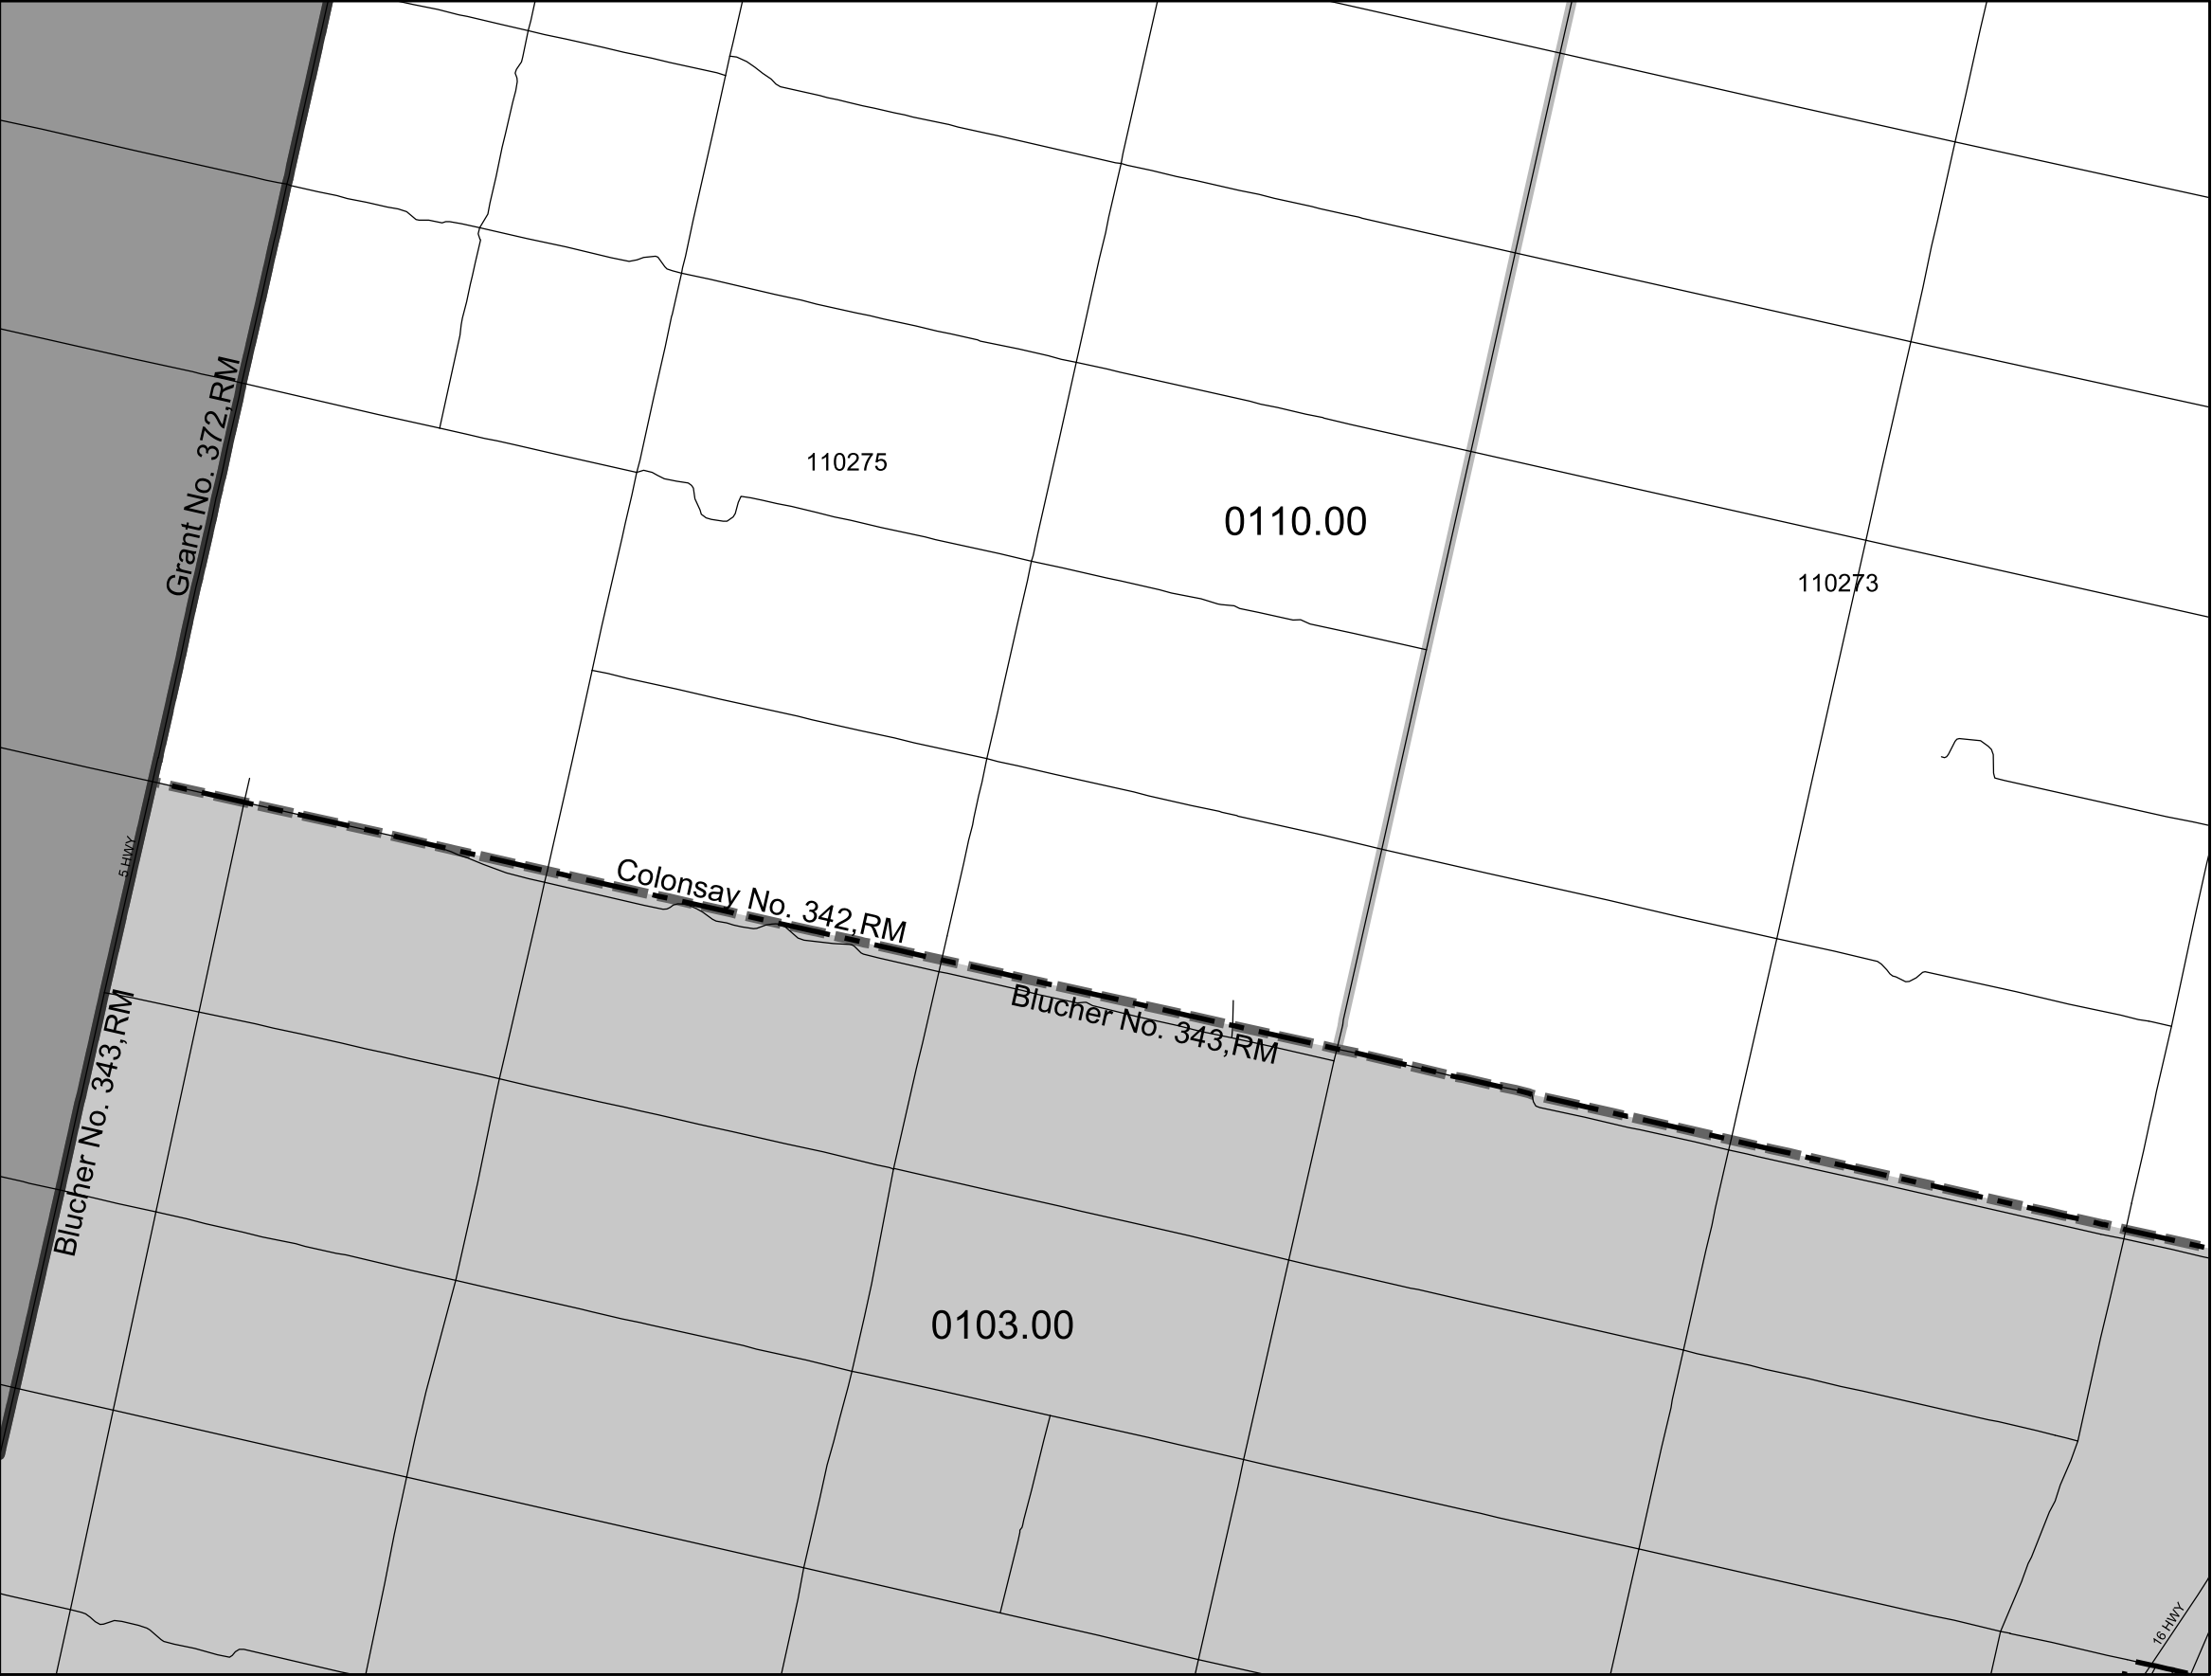 Grant No. 372,RM
110275
0110.00
110273
5 HWY
Colonsay No. 342,RM
Blucher No. 343,RM
Blucher No. 343,RM
0103.00
16 HWY